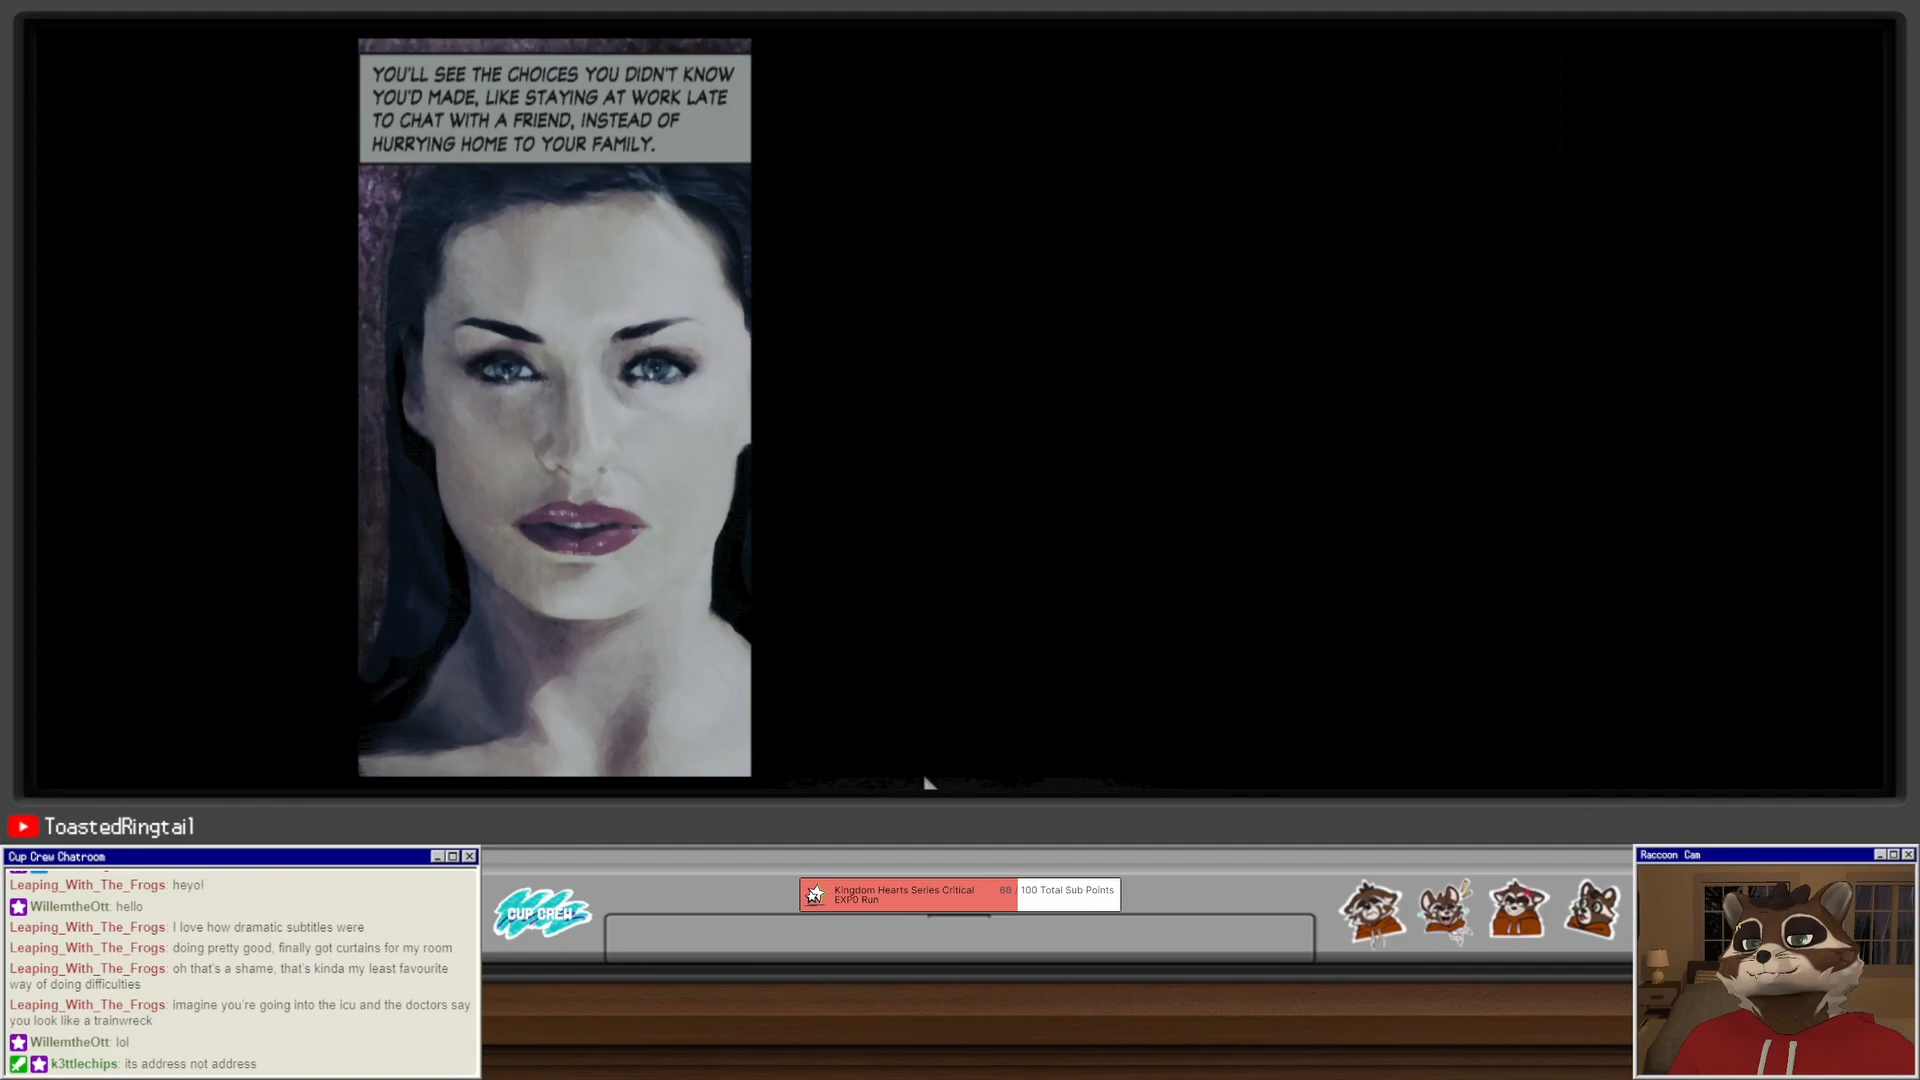 YOU'LL SEE THE CHOICES YOU DIDN'T KNOW
YOU'D MADE, LIKE STAYING AT WORK LATE
TO CHAT WITH A FRIEND, INSTEAD OF
HURRYING HOME TO YOUR FAMILY.
ToastedRingtail
Cup Crew Chatroom
Leaping_With_The_Frogs: heyo!
WillemtheOtt: hello
Leaping_With_The_Frogs: I love how dramatic subtitles were
Leaping_With_The_Frogs: doing pretty good, finally got curtains for my room
Leaping_With_The_Frogs: oh that's a shame, that's kinda my least favourite
way of doing difficulties
Leaping_With_The_Frogs: imagine you're going into the icu and the doctors say
you look like a trainwreck
WillemtheOtt: lol
k3ttlechips: its address not address
CUP CREW
Kingdom Hearts Series Critical
EXP0 Run
68 / 100 Total Sub Points
Raccoon Cam